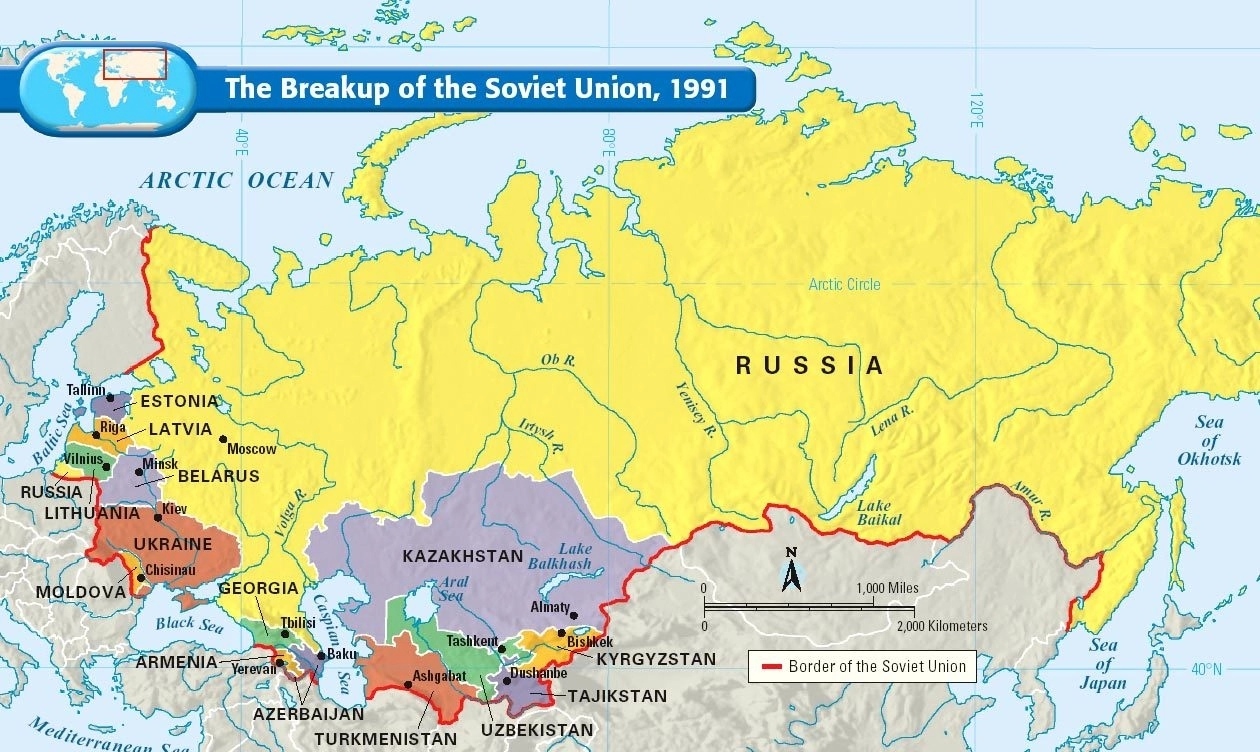 The Breakup of the Soviet Union, 1991
40°E
80°E
120°E
ARCTIC OCEAN
Arctic Circle
RUSSIA
Ob R.
Irtysh R.
Yenisey R.
Lena R.
Tallinn
ESTONIA
Baltic Sea
Riga
LATVIA
Moscow
Vilnius
Minsk
BELARUS
RUSSIA
LITHUANIA
Kiev
Volga R.
UKRAINE
Chisinau
MOLDOVA
GEORGIA
Black Sea
Tbilisi
ARMENIA
Yerevan
Baku
AZERBAIJAN
Caspian Sea
KAZAKHSTAN
Aral
Sea
Lake
Balkhash
Almaty
Tashkent
Bishkek
KYRGYZSTAN
Dushanbe
Ashgabat
TAJIKSTAN
UZBEKISTAN
TURKMENISTAN
Mediterranean Sea
Lake
Baikal
Amur R.
Sea
of
Okhotsk
Sea
of
Japan
40°N
N
0 1,000 Miles
0 2,000 Kilometers
Border of the Soviet Union